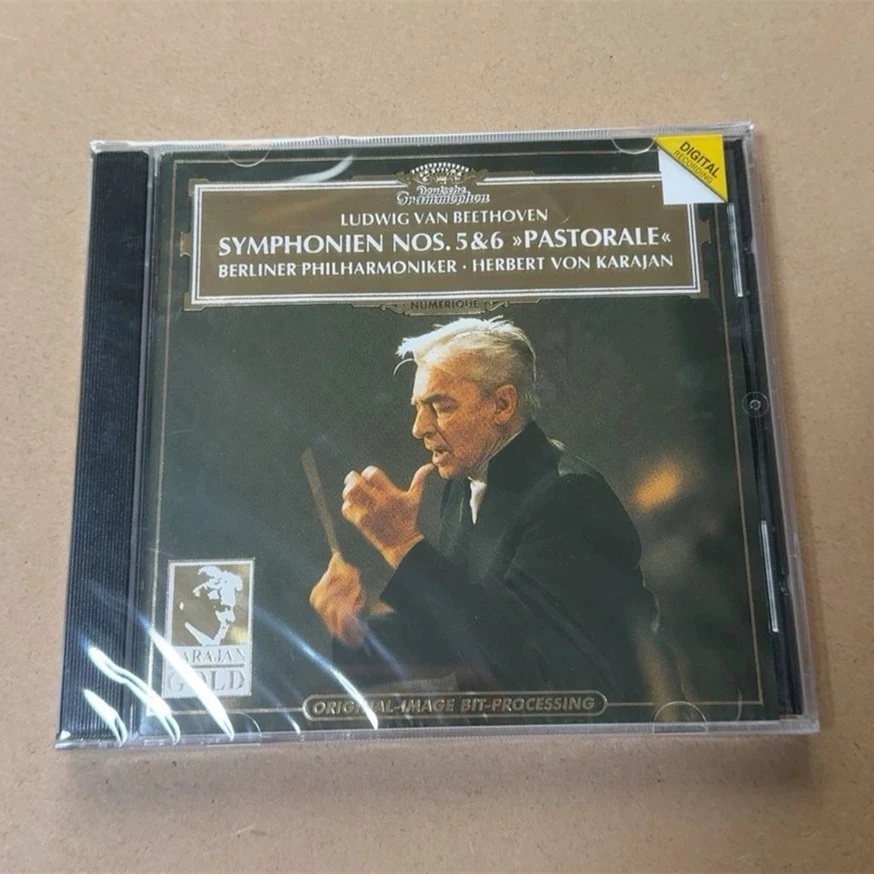 DIGITAL
RECORDING
Deutsche
Grammophon
LUDWIG VAN BEETHOVEN
SYMPHONIEN NOS. 5&6 »PASTORALE«
BERLINER PHILHARMONIKER · HERBERT VON KARAJAN
NUMERIQUE
KARAJAN
GOLD
ORIGINAL-IMAGE BIT-PROCESSING